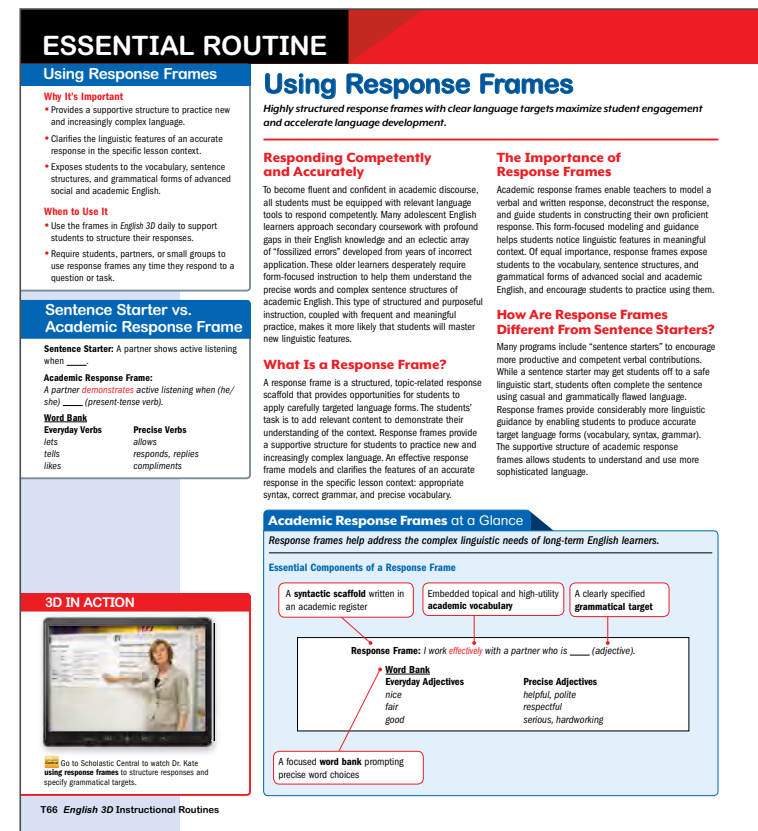 ESSENTIAL ROUTINE
Using Response Frames
Why It's Important
• Provides a supportive structure to practice new
and increasingly complex language.
• Clarifies the linguistic features of an accurate
response in the specific lesson context.
• Exposes students to the vocabulary, sentence
structures, and grammatical forms of advanced
social and academic English.
When to Use It
• Use the frames in English 3D daily to support
students to structure their responses.
• Require students, partners, or small groups to
use response frames any time they respond to a
question or task.
Sentence Starter vs.
Academic Response Frame
Sentence Starter: A partner shows active listening
when ____.
Academic Response Frame:
A partner demonstrates active listening when (he/
she) ____ (present-tense verb).
Word Bank
Everyday Verbs Precise Verbs
lets allows
tells responds, replies
likes compliments
3D IN ACTION
Go to Scholastic Central to watch Dr. Kate
using response frames to structure responses and
specify grammatical targets.
Using Response Frames
Highly structured response frames with clear language targets maximize student engagement
and accelerate language development.
Responding Competently
and Accurately
To become fluent and confident in academic discourse,
all students must be equipped with relevant language
tools to respond competently. Many adolescent English
learners approach secondary coursework with profound
gaps in their English knowledge and an eclectic array
of "fossilized errors" developed from years of incorrect
application. These older learners desperately require
form-focused instruction to help them understand the
precise words and complex sentence structures of
academic English. This type of structured and purposeful
instruction, coupled with frequent and meaningful
practice, makes it more likely that students will master
new linguistic features.
What Is a Response Frame?
A response frame is a structured, topic-related response
scaffold that provides opportunities for students to
apply carefully targeted language forms. The students'
task is to add relevant content to demonstrate their
understanding of the context. Response frames provide
a supportive structure for students to practice new and
increasingly complex language. An effective response
frame models and clarifies the features of an accurate
response in the specific lesson context: appropriate
syntax, correct grammar, and precise vocabulary.
The Importance of
Response Frames
Academic response frames enable teachers to model a
verbal and written response, deconstruct the response,
and guide students in constructing their own proficient
response. This form-focused modeling and guidance
helps students notice linguistic features in meaningful
context. Of equal importance, response frames expose
students to the vocabulary, sentence structures, and
grammatical forms of advanced social and academic
English, and encourage students to practice using them.
How Are Response Frames
Different From Sentence Starters?
Many programs include "sentence starters" to encourage
more productive and competent verbal contributions.
While a sentence starter may get students off to a safe
linguistic start, students often complete the sentence
using casual and grammatically flawed language.
Response frames provide considerably more linguistic
guidance by enabling students to produce accurate
target language forms (vocabulary, syntax, grammar).
The supportive structure of academic response
frames allows students to understand and use more
sophisticated language.
Academic Response Frames at a Glance
Response frames help address the complex linguistic needs of long-term English learners.
Essential Components of a Response Frame
A syntactic scaffold written in
an academic register
Embedded topical and high-utility
academic vocabulary
A clearly specified
grammatical target
Response Frame: I work effectively with a partner who is ____ (adjective).
Word Bank
Everyday Adjectives Precise Adjectives
nice helpful, polite
fair respectful
good serious, hardworking
A focused word bank prompting
precise word choices
T66 English 3D Instructional Routines